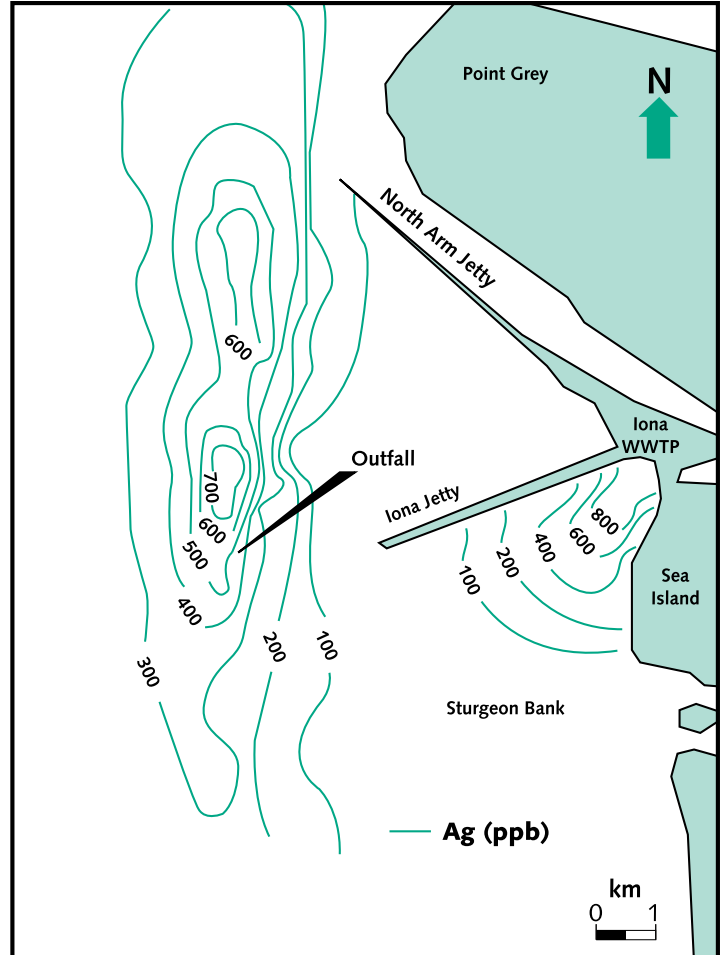 Point Grey
N
North Arm Jetty
600
Iona
WWTP
Outfall
700
Iona Jetty
800
600
600
500
400
200
100
Sea
Island
400
300
200
100
Sturgeon Bank
Ag (ppb)
km
0 1